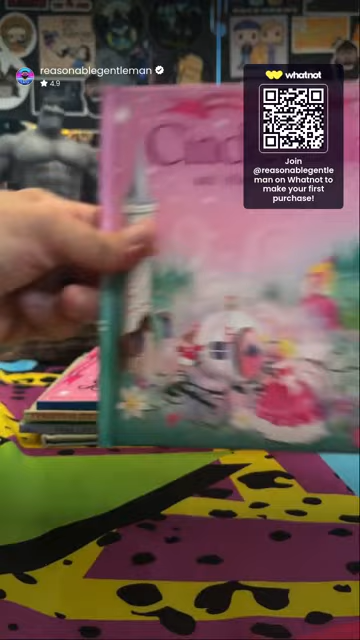 reasonablegentleman
4.9
whatnot
Join
@reasonablegentle
man on Whatnot to
make your first
purchase!